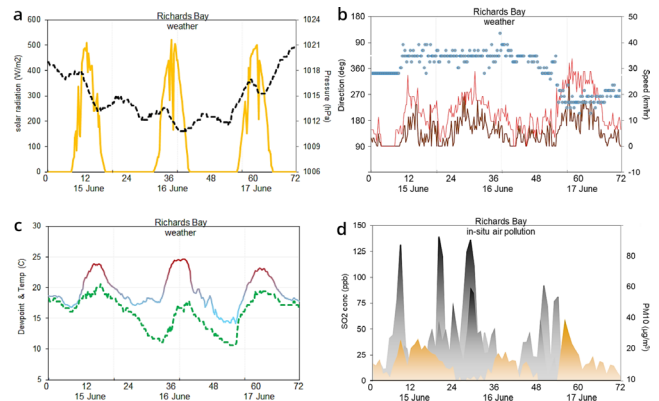 a
Richards Bay
weather
solar radiation (W/m2)
600
500
400
300
200
100
0
1024
1021
1018
1015
1012
1009
1006
Pressure (hPa)
0 12 24 36 48 60 72
15 June 16 June 17 June
b
Richards Bay
weather
Direction (deg)
180
90
0
270
180
90
50
40
30
20
10
0
-10
Speed (km/hr)
0 12 24 36 48 60 72
15 June 16 June 17 June
c
Richards Bay
weather
Dewpoint & Temp (C)
30
25
20
15
10
5
0 12 24 36 48 60 72
15 June 16 June 17 June
d
Richards Bay
in-situ air pollution
SO2 conc (ppb)
150
125
100
75
50
25
0
80
60
40
20
10
PM10 (μg/m³)
0 12 24 36 48 60 72
15 June 16 June 17 June